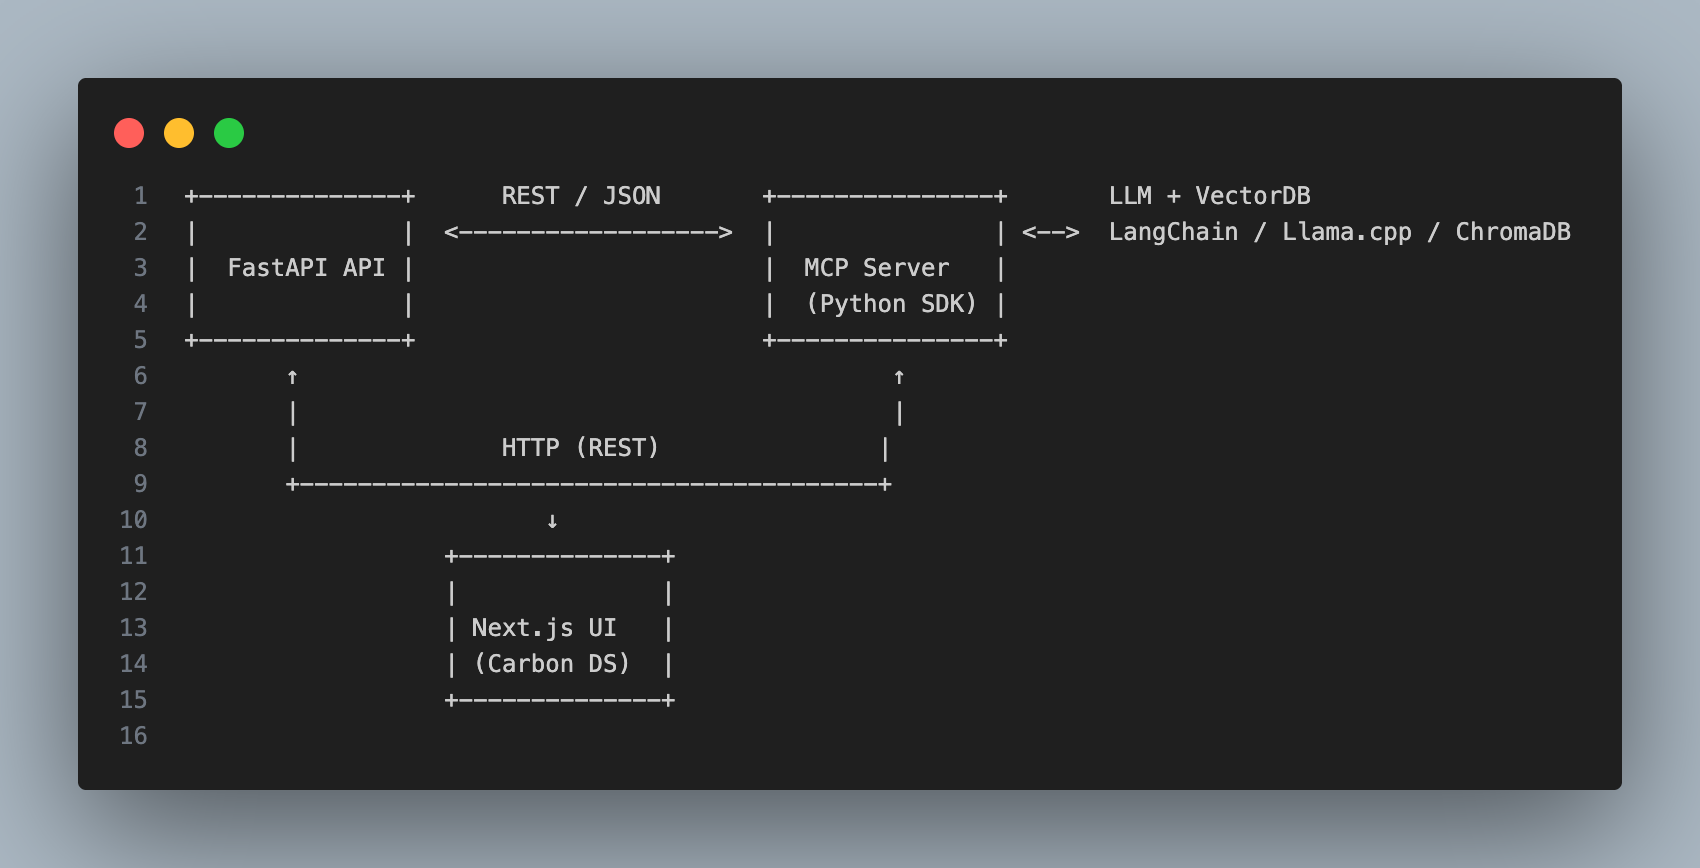 1  +--------------+      REST / JSON       +---------------+       LLM + VectorDB
2  |              |  <------------------>  |               | <-->  LangChain / Llama.cpp / ChromaDB
3  |  FastAPI API |                        |  MCP Server   |
4  |              |                        |  (Python SDK) |
5  +--------------+                        +---------------+
6         ↑                                         ↑
7         |                                         |
8         |              HTTP (REST)               |
9         +----------------------------------------+
10                          ↓
11                   +--------------+
12                   |              |
13                   | Next.js UI   |
14                   | (Carbon DS)  |
15                   +--------------+
16